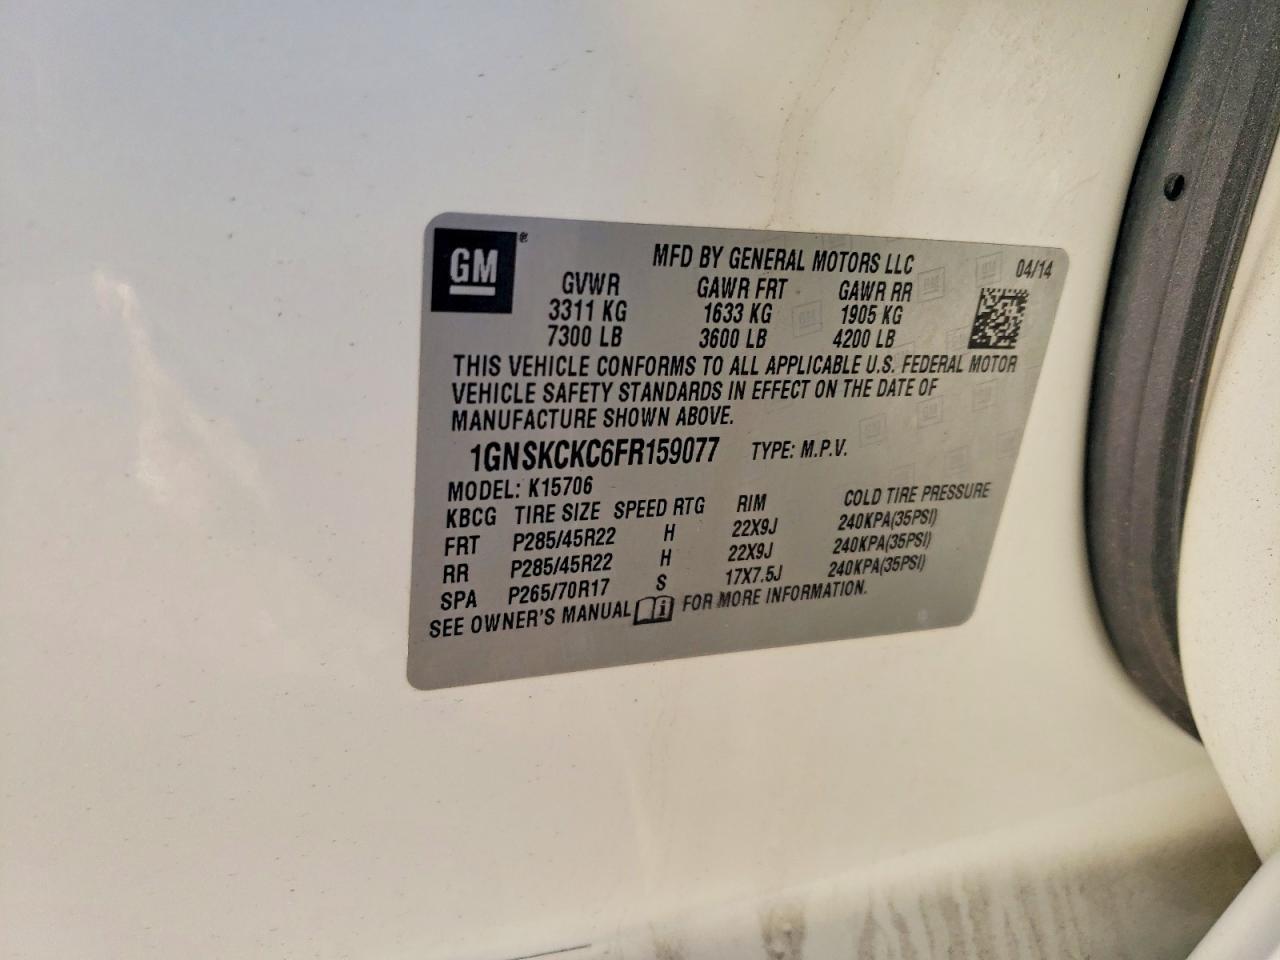 GM ®
MFD BY GENERAL MOTORS LLC
04/14
GVWR GAWR FRT GAWR RR
3311 KG 1633 KG 1905 KG
7300 LB 3600 LB 4200 LB
THIS VEHICLE CONFORMS TO ALL APPLICABLE U.S. FEDERAL MOTOR
VEHICLE SAFETY STANDARDS IN EFFECT ON THE DATE OF
MANUFACTURE SHOWN ABOVE.
1GNSKCKC6FR159077 TYPE: M.P.V.
MODEL: K15706
KBCG TIRE SIZE SPEED RTG RIM COLD TIRE PRESSURE
FRT P285/45R22 H 22X9J 240KPA(35PSI)
RR P285/45R22 H 22X9J 240KPA(35PSI)
SPA P265/70R17 S 17X7.5J 240KPA(35PSI)
SEE OWNER'S MANUAL FOR MORE INFORMATION.